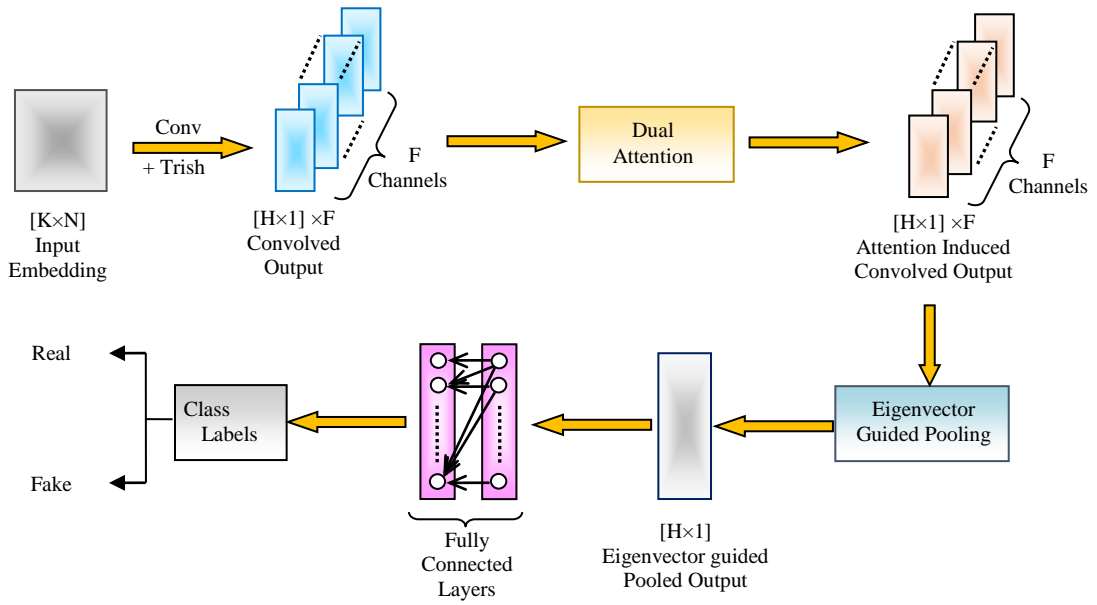 [K×N]
Input
Embedding
Conv
+ Trish
[H×1] ×F
Convolved
Output
F
Channels
Dual
Attention
F
Channels
[H×1] ×F
Attention Induced
Convolved Output
Eigenvector
Guided Pooling
[H×1]
Eigenvector guided
Pooled Output
Fully
Connected
Layers
Class
Labels
Real
Fake